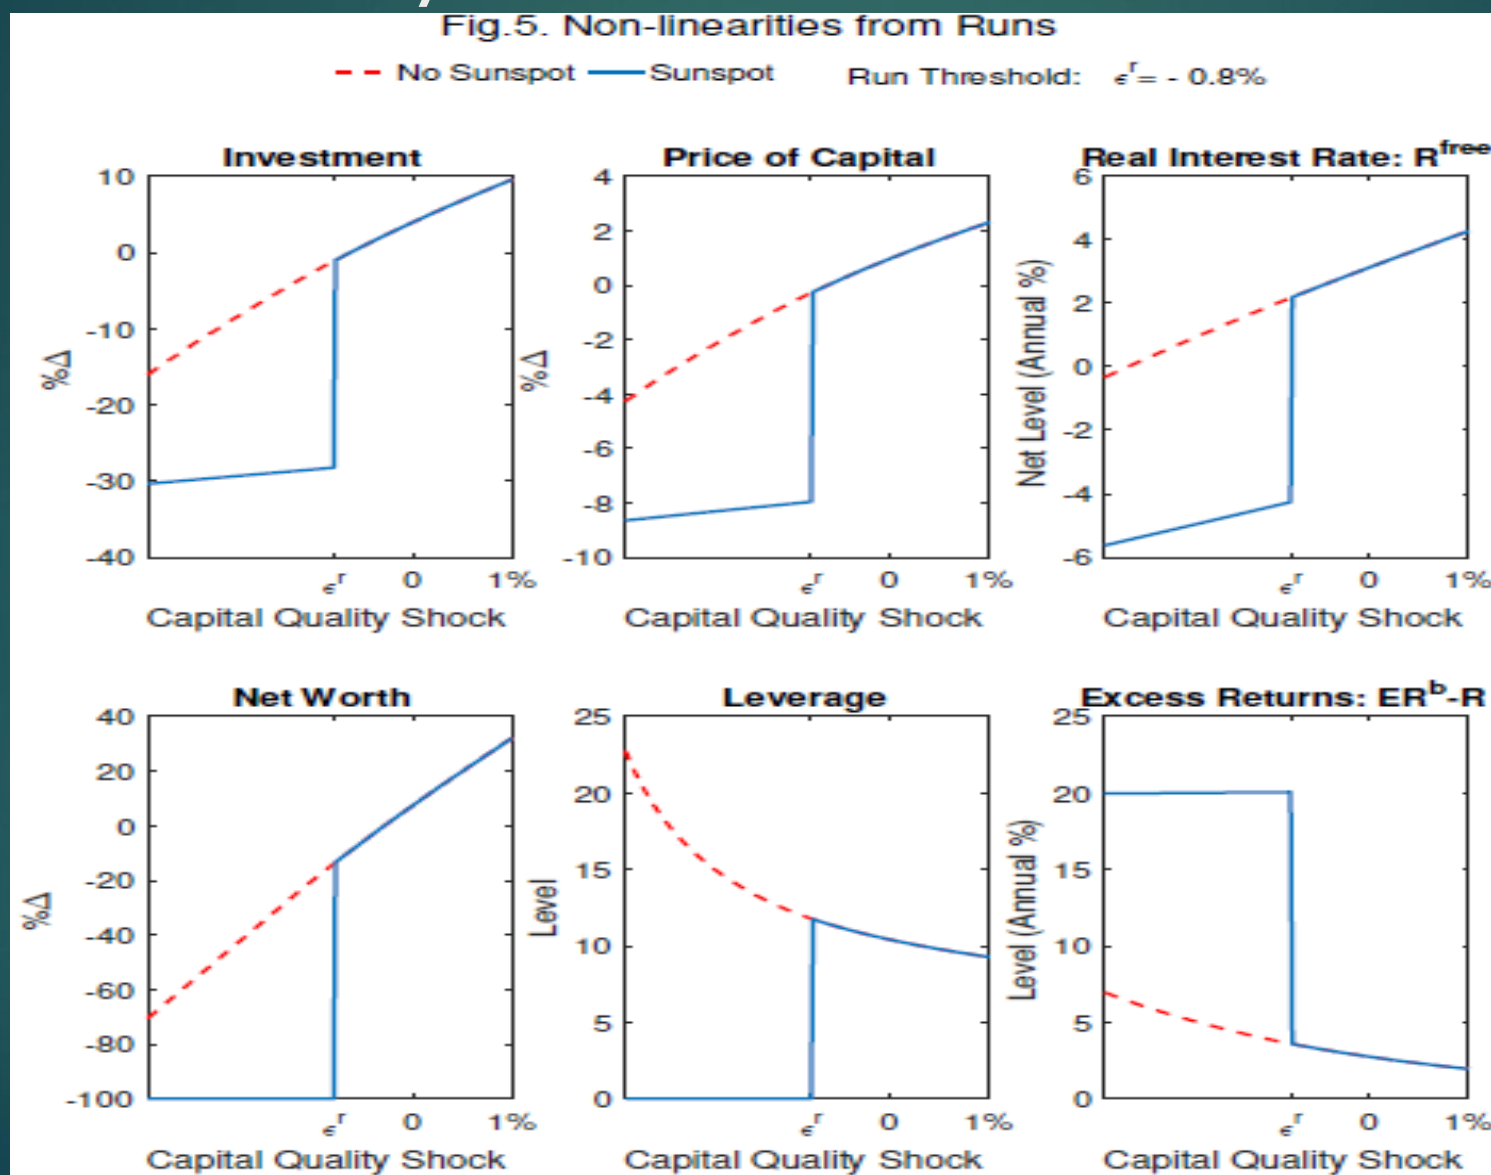 Fig.5. Non-linearities from Runs
No Sunspot Sunspot Run Threshold: ϵʳ= - 0.8%
Investment
10
0
-10
-20
-30
-40
%Δ
ϵʳ 0 1%
Capital Quality Shock
Price of Capital
4
2
0
-2
-4
-6
-8
-10
%Δ
ϵʳ 0 1%
Capital Quality Shock
Real Interest Rate: R^free
6
4
2
0
-2
-4
-6
Net Level (Annual %)
ϵʳ 0 1%
Capital Quality Shock
Net Worth
40
20
0
-20
-40
-60
-80
-100
%Δ
ϵʳ 0 1%
Capital Quality Shock
Leverage
25
20
15
10
5
0
Level
ϵʳ 0 1%
Capital Quality Shock
Excess Returns: ER^b-R
25
20
15
10
5
0
Level (Annual %)
ϵʳ 0 1%
Capital Quality Shock